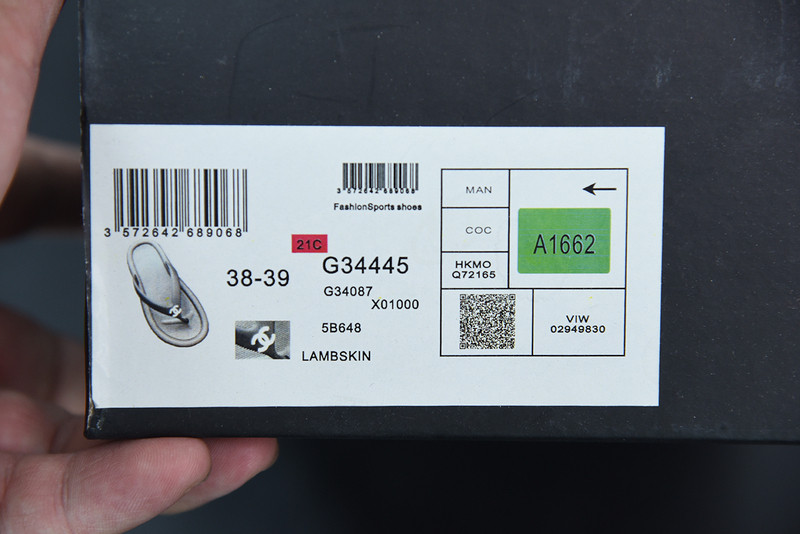 3 572642 689068
3 572642 689068
FashionSports shoes
21C
38-39
G34445
G34087
X01000
5B648
LAMBSKIN
MAN
COC
HKMO
Q72165
A1662
VIW
02949830